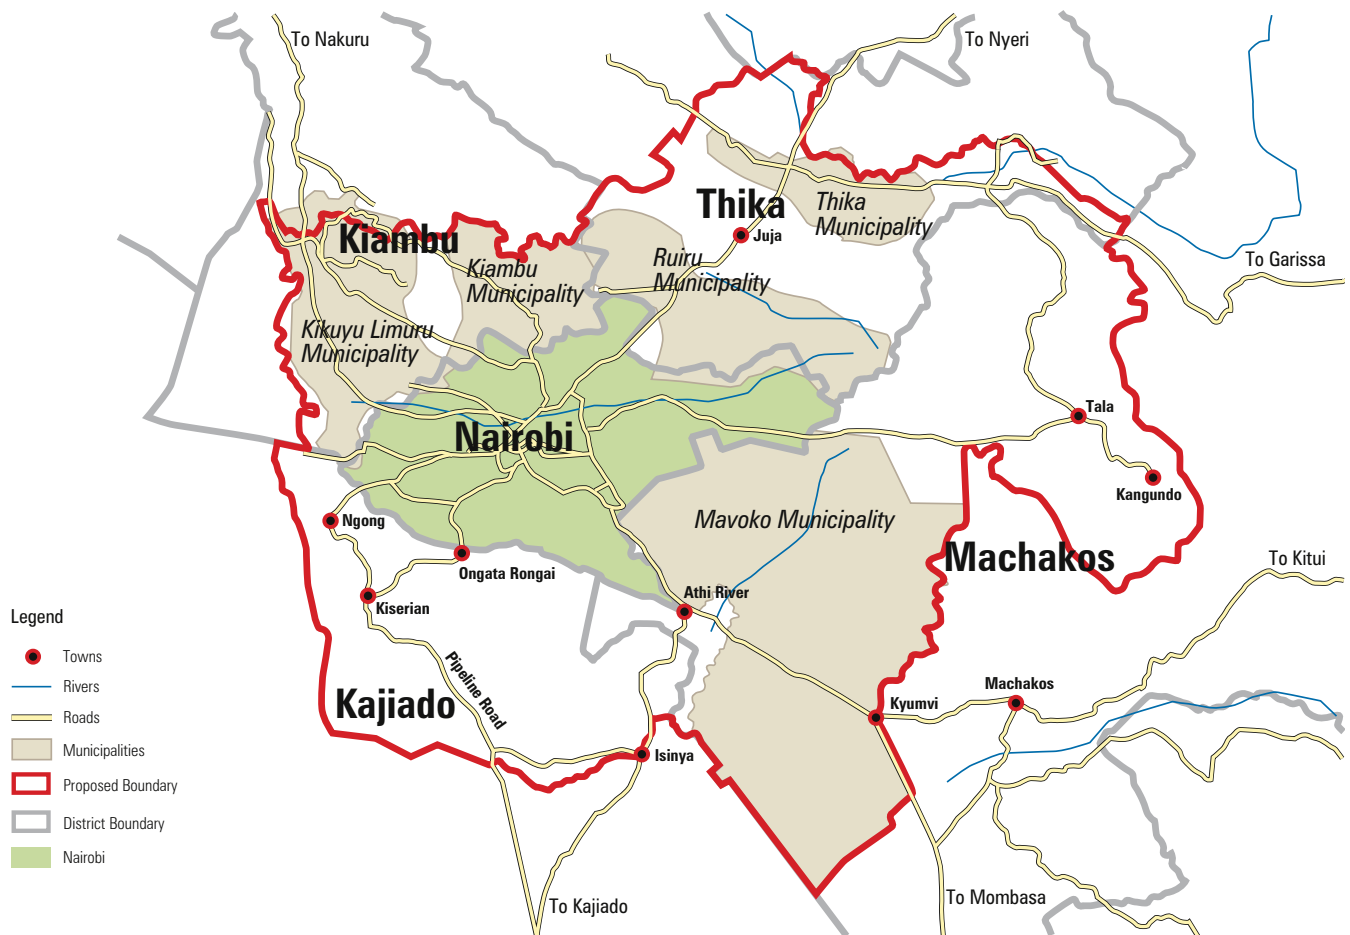 To Nakuru
To Nyeri
Thika
Thika
Municipality
Juja
Kiambu
Kiambu
Municipality
Ruiru
Municipality
To Garissa
Kikuyu Limuru
Municipality
Tala
Nairobi
Kangundo
Ngong
Mavoko Municipality
Machakos
To Kitui
Ongata Rongai
Athi River
Kiserian
Legend
Towns
Rivers
Roads
Municipalities
Proposed Boundary
District Boundary
Nairobi
Pipeline Road
Kajiado
Kyumvi
Machakos
Isinya
To Kajiado
To Mombasa